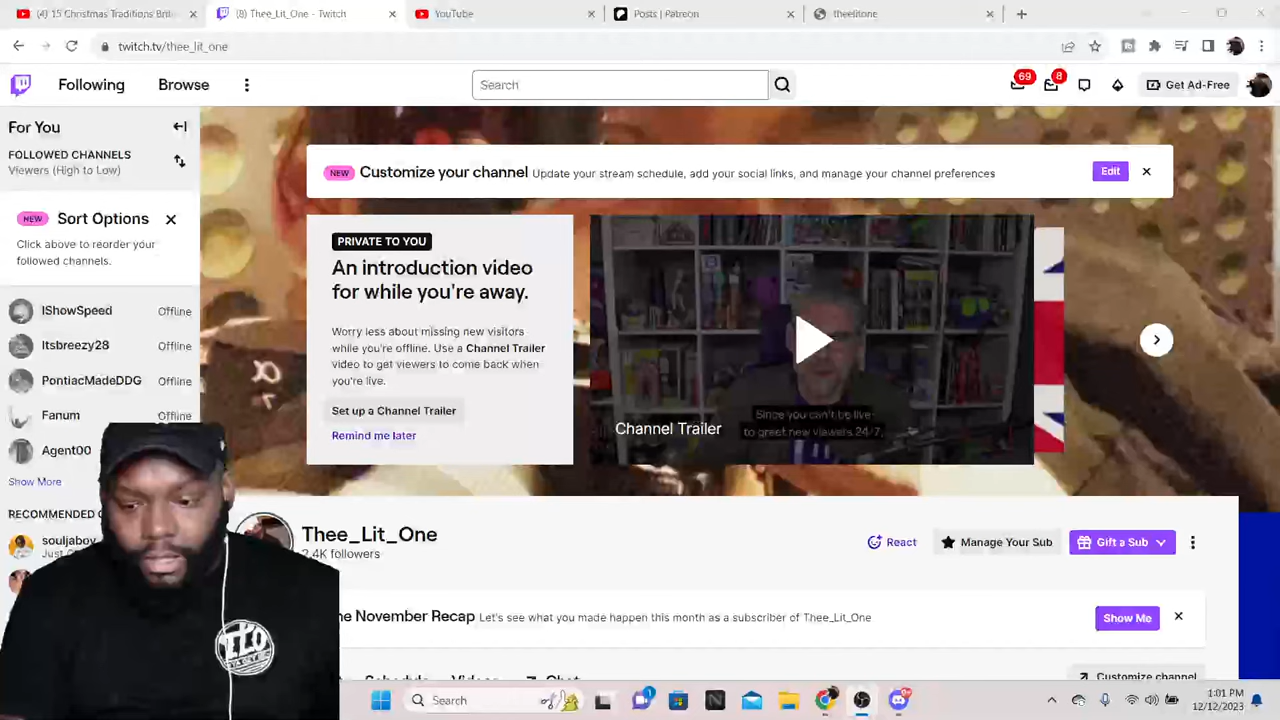 (4) 15 Christmas Traditions Brit
(8) Thee_Lit_One - Twitch
YouTube
Posts | Patreon
theelitone
twitch.tv/thee_lit_one
Following
Browse
Search
69
8
Get Ad-Free
For You
FOLLOWED CHANNELS
Viewers (High to Low)
NEW Sort Options
Click above to reorder your
followed channels.
IShowSpeed Offline
Itsbreezy28 Offline
PontiacMadeDDG Offline
Fanum Offline
Agent00
Show More
RECOMMENDED C
souljaboy
NEW Customize your channel Update your stream schedule, add your social links, and manage your channel preferences
Edit
PRIVATE TO YOU
An introduction video
for while you're away.
Worry less about missing new visitors
while you're offline. Use a Channel Trailer
video to get viewers to come back when
you're live.
Set up a Channel Trailer
Remind me later
Channel Trailer
Since you can't be live
to greet new viewers 24/7,
Thee_Lit_One
2.4K followers
React
Manage Your Sub
Gift a Sub
November Recap Let's see what you made happen this month as a subscriber of Thee_Lit_One
Show Me
Schedule
Videos
Chat
Customize channel
TLO
Search
1:01 PM
12/12/2023